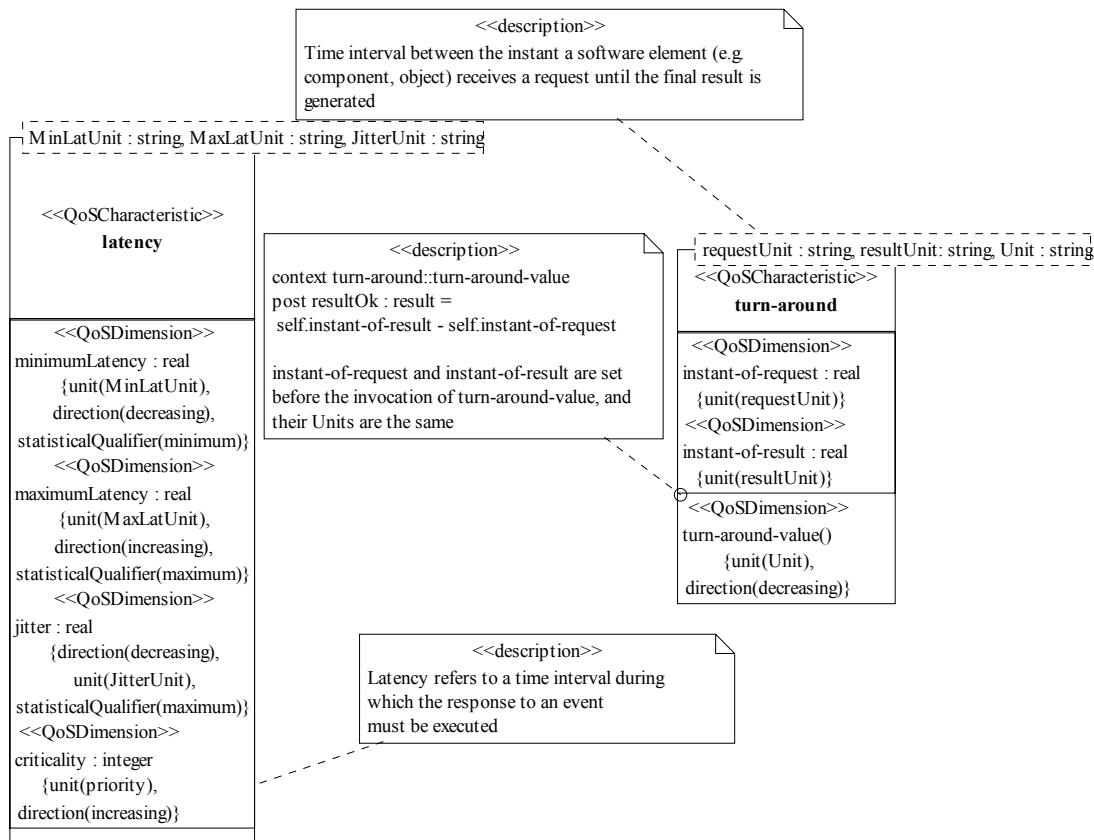 <<description>>
Time interval between the instant a software element (e.g.
component, object) receives a request until the final result is
generated
MinLatUnit : string, MaxLatUnit : string, JitterUnit : string
<<QoSCharacteristic>>
latency
<<QoSDimension>>
minimumLatency : real
{unit(MinLatUnit),
direction(decreasing),
statisticalQualifier(minimum)}
<<QoSDimension>>
maximumLatency : real
{unit(MaxLatUnit),
direction(increasing),
statisticalQualifier(maximum)}
<<QoSDimension>>
jitter : real
{direction(decreasing),
unit(JitterUnit),
statisticalQualifier(maximum)}
<<QoSDimension>>
criticality : integer
{unit(priority),
direction(increasing)}
<<description>>
context turn-around::turn-around-value
post resultOk : result =
self.instant-of-result - self.instant-of-request
instant-of-request and instant-of-result are set
before the invocation of turn-around-value, and
their Units are the same
requestUnit : string, resultUnit: string, Unit : string
<<QoSCharacteristic>>
turn-around
<<QoSDimension>>
instant-of-request : real
{unit(requestUnit)}
<<QoSDimension>>
instant-of-result : real
{unit(resultUnit)}
<<QoSDimension>>
turn-around-value()
{unit(Unit),
direction(decreasing)}
<<description>>
Latency refers to a time interval during
which the response to an event
must be executed